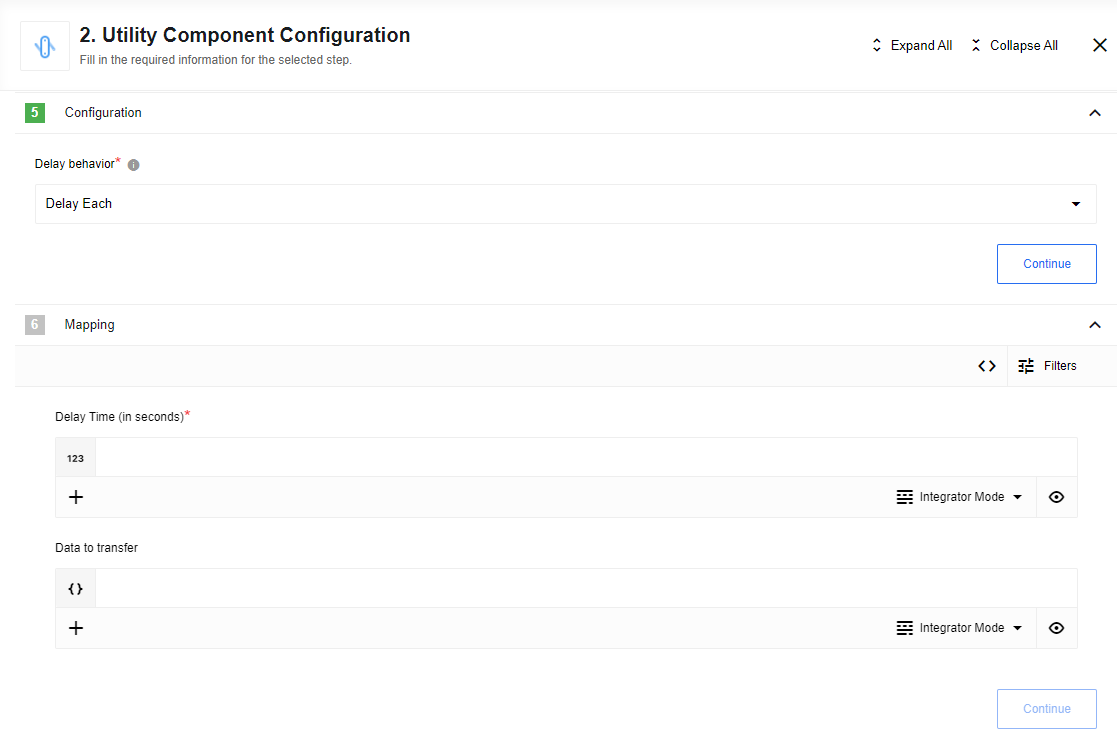 2. Utility Component Configuration
Fill in the required information for the selected step.
Expand All
Collapse All
5 Configuration
Delay behavior*
Delay Each
Continue
6 Mapping
<> Filters
Delay Time (in seconds)*
123
+ Integrator Mode
Data to transfer
{}
+ Integrator Mode
Continue